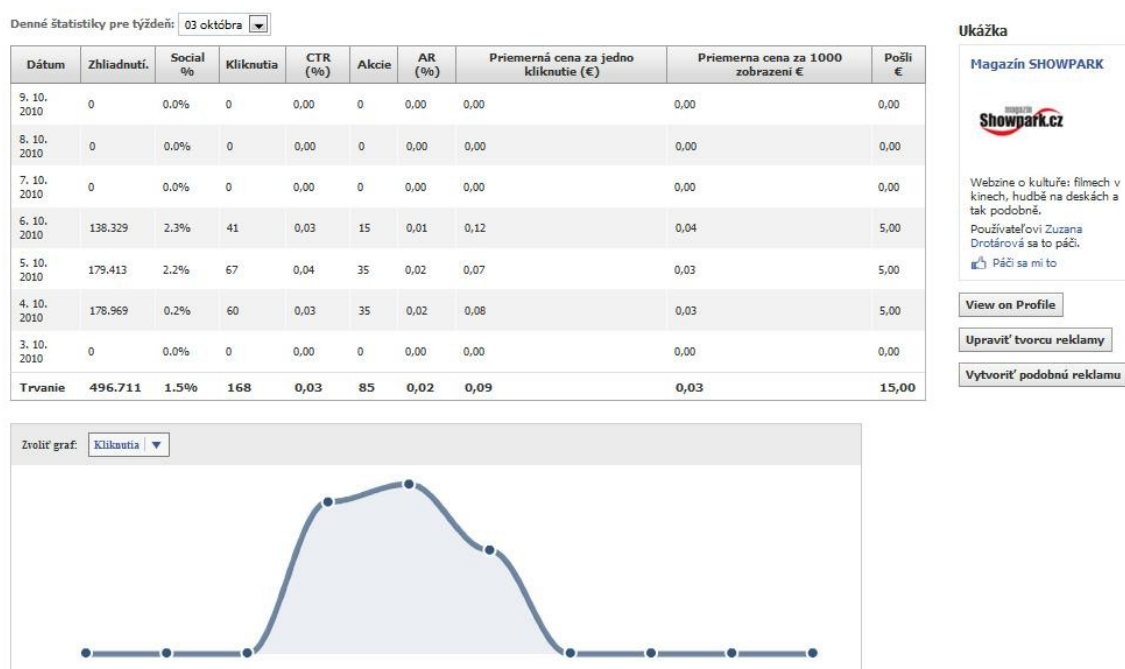 Denné štatistiky pre týždeň: 03 októbra
Dátum Zhliadnutí. Social % Kliknutia CTR (%) Akcie AR (%) Priemerná cena za jedno kliknutie (€) Priemerna cena za 1000 zobrazení € Pošli €
9. 10. 2010 0 0.0% 0 0,00 0 0,00 0,00 0,00 0,00
8. 10. 2010 0 0.0% 0 0,00 0 0,00 0,00 0,00 0,00
7. 10. 2010 0 0.0% 0 0,00 0 0,00 0,00 0,00 0,00
6. 10. 2010 138.329 2.3% 41 0,03 15 0,01 0,12 0,04 5,00
5. 10. 2010 179.413 2.2% 67 0,04 35 0,02 0,07 0,03 5,00
4. 10. 2010 178.969 0.2% 60 0,03 35 0,02 0,08 0,03 5,00
3. 10. 2010 0 0.0% 0 0,00 0 0,00 0,00 0,00 0,00
Trvanie 496.711 1.5% 168 0,03 85 0,02 0,09 0,03 15,00
Zvoliť graf: Kliknutia
Ukážka
Magazín SHOWPARK
magazín
Showpark.cz
Webzine o kultuře: filmech v
kinech, hudbě na deskách a
tak podobně.
Používateľovi Zuzana
Drotárová sa to páči.
Páči sa mi to
View on Profile
Upraviť tvorcu reklamy
Vytvoriť podobnú reklamu